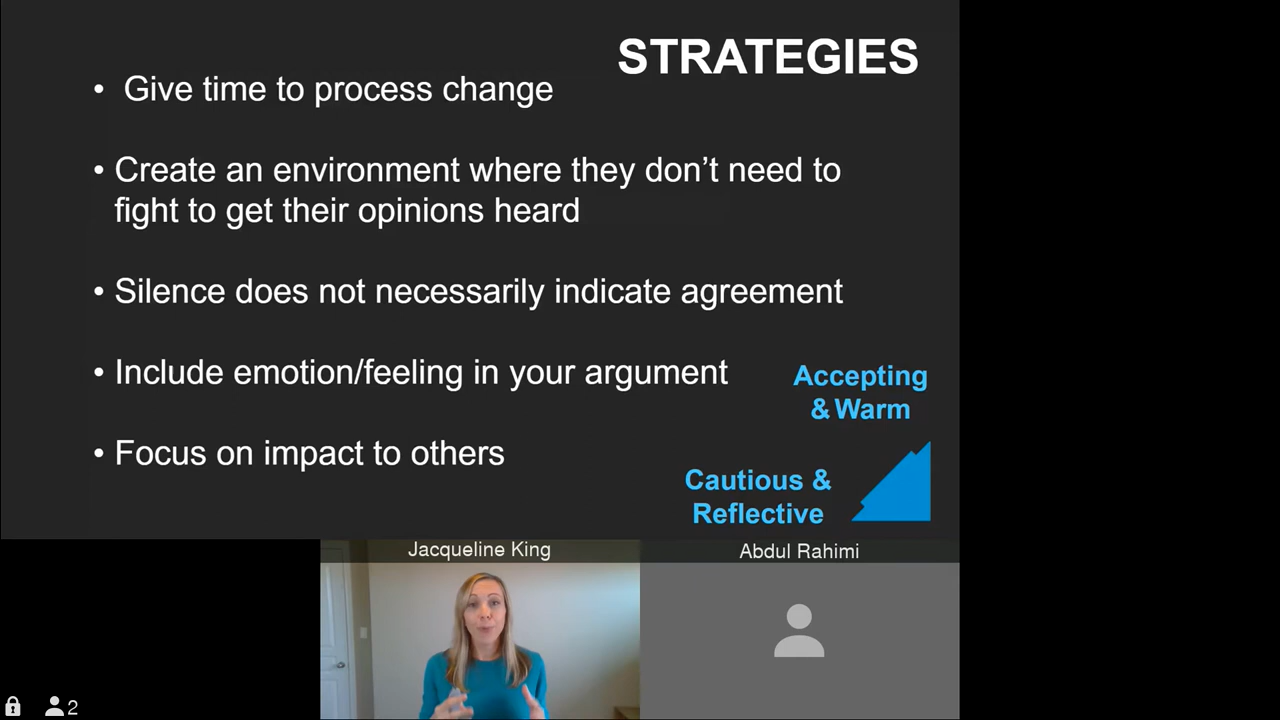 STRATEGIES
• Give time to process change
• Create an environment where they don’t need to
fight to get their opinions heard
• Silence does not necessarily indicate agreement
• Include emotion/feeling in your argument
• Focus on impact to others
Accepting
& Warm
Cautious &
Reflective
Jacqueline King
Abdul Rahimi
2